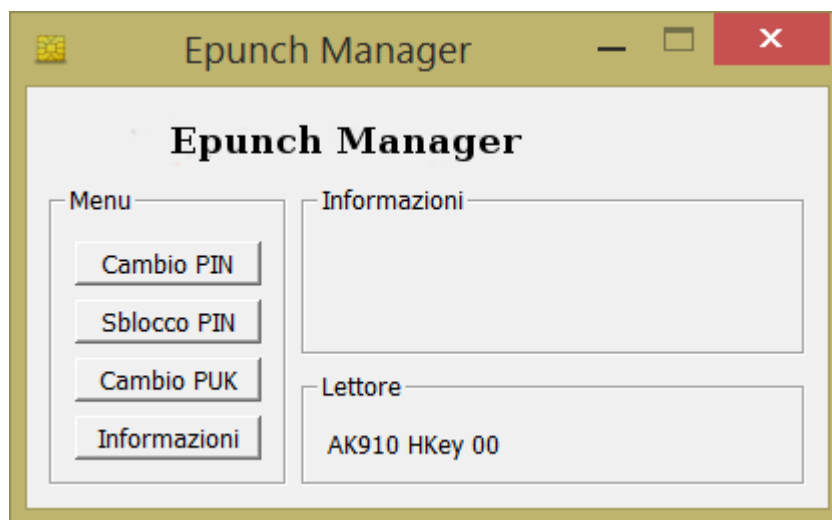 Epunch Manager
Epunch Manager
Menu
Cambio PIN
Sblocco PIN
Cambio PUK
Informazioni
Informazioni
Lettore
AK910 HKey 00